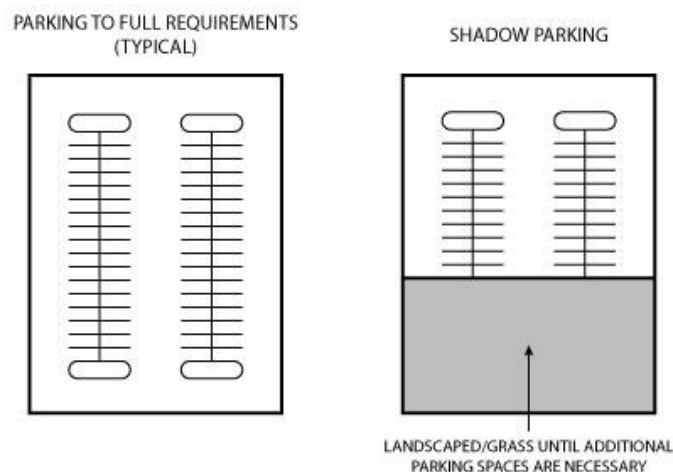 PARKING TO FULL REQUIREMENTS
(TYPICAL)
SHADOW PARKING
LANDSCAPED/GRASS UNTIL ADDITIONAL
PARKING SPACES ARE NECESSARY